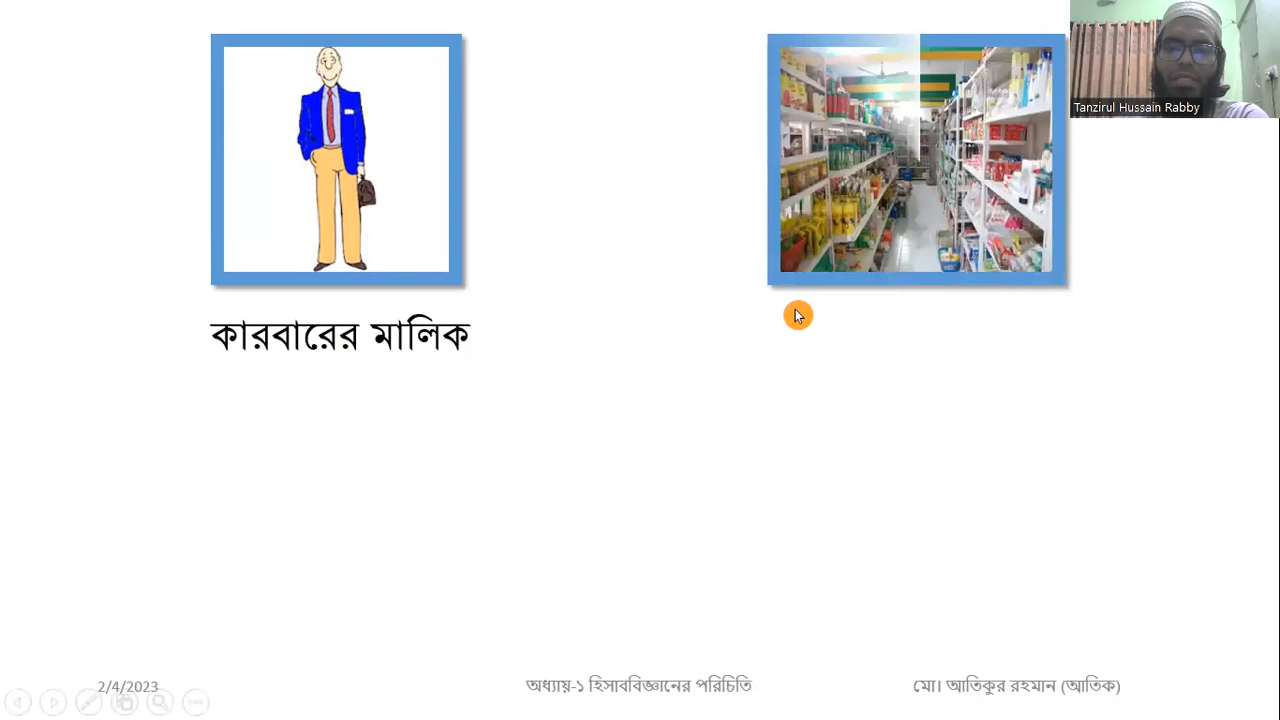 Tanzirul Hussain Rabby
কারবারের মালিক
2/4/2023
অধ্যায়-১ হিসাববিজ্ঞানের পরিচিতি
মো। আতিকুর রহমান (আতিক)